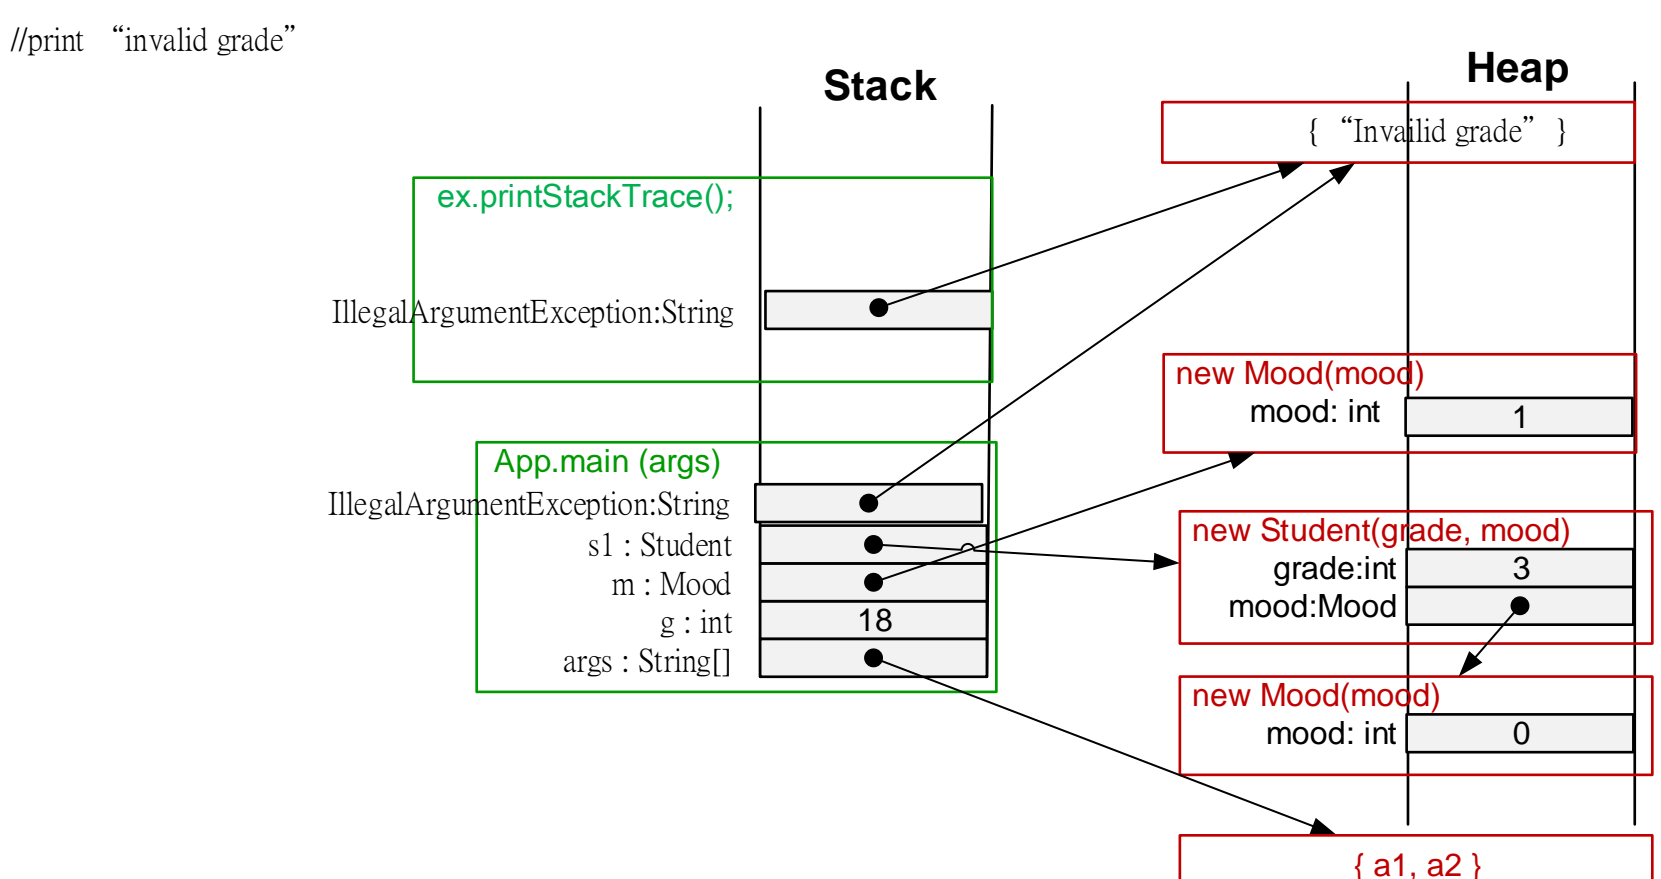 //print “invalid grade”
Stack
Heap
{ “Invailid grade” }
ex.printStackTrace();
IllegalArgumentException:String
new Mood(mood)
mood: int 1
App.main (args)
IllegalArgumentException:String
s1 : Student
m : Mood
g : int 18
args : String[]
new Student(grade, mood)
grade:int 3
mood:Mood
new Mood(mood)
mood: int 0
{ a1, a2 }